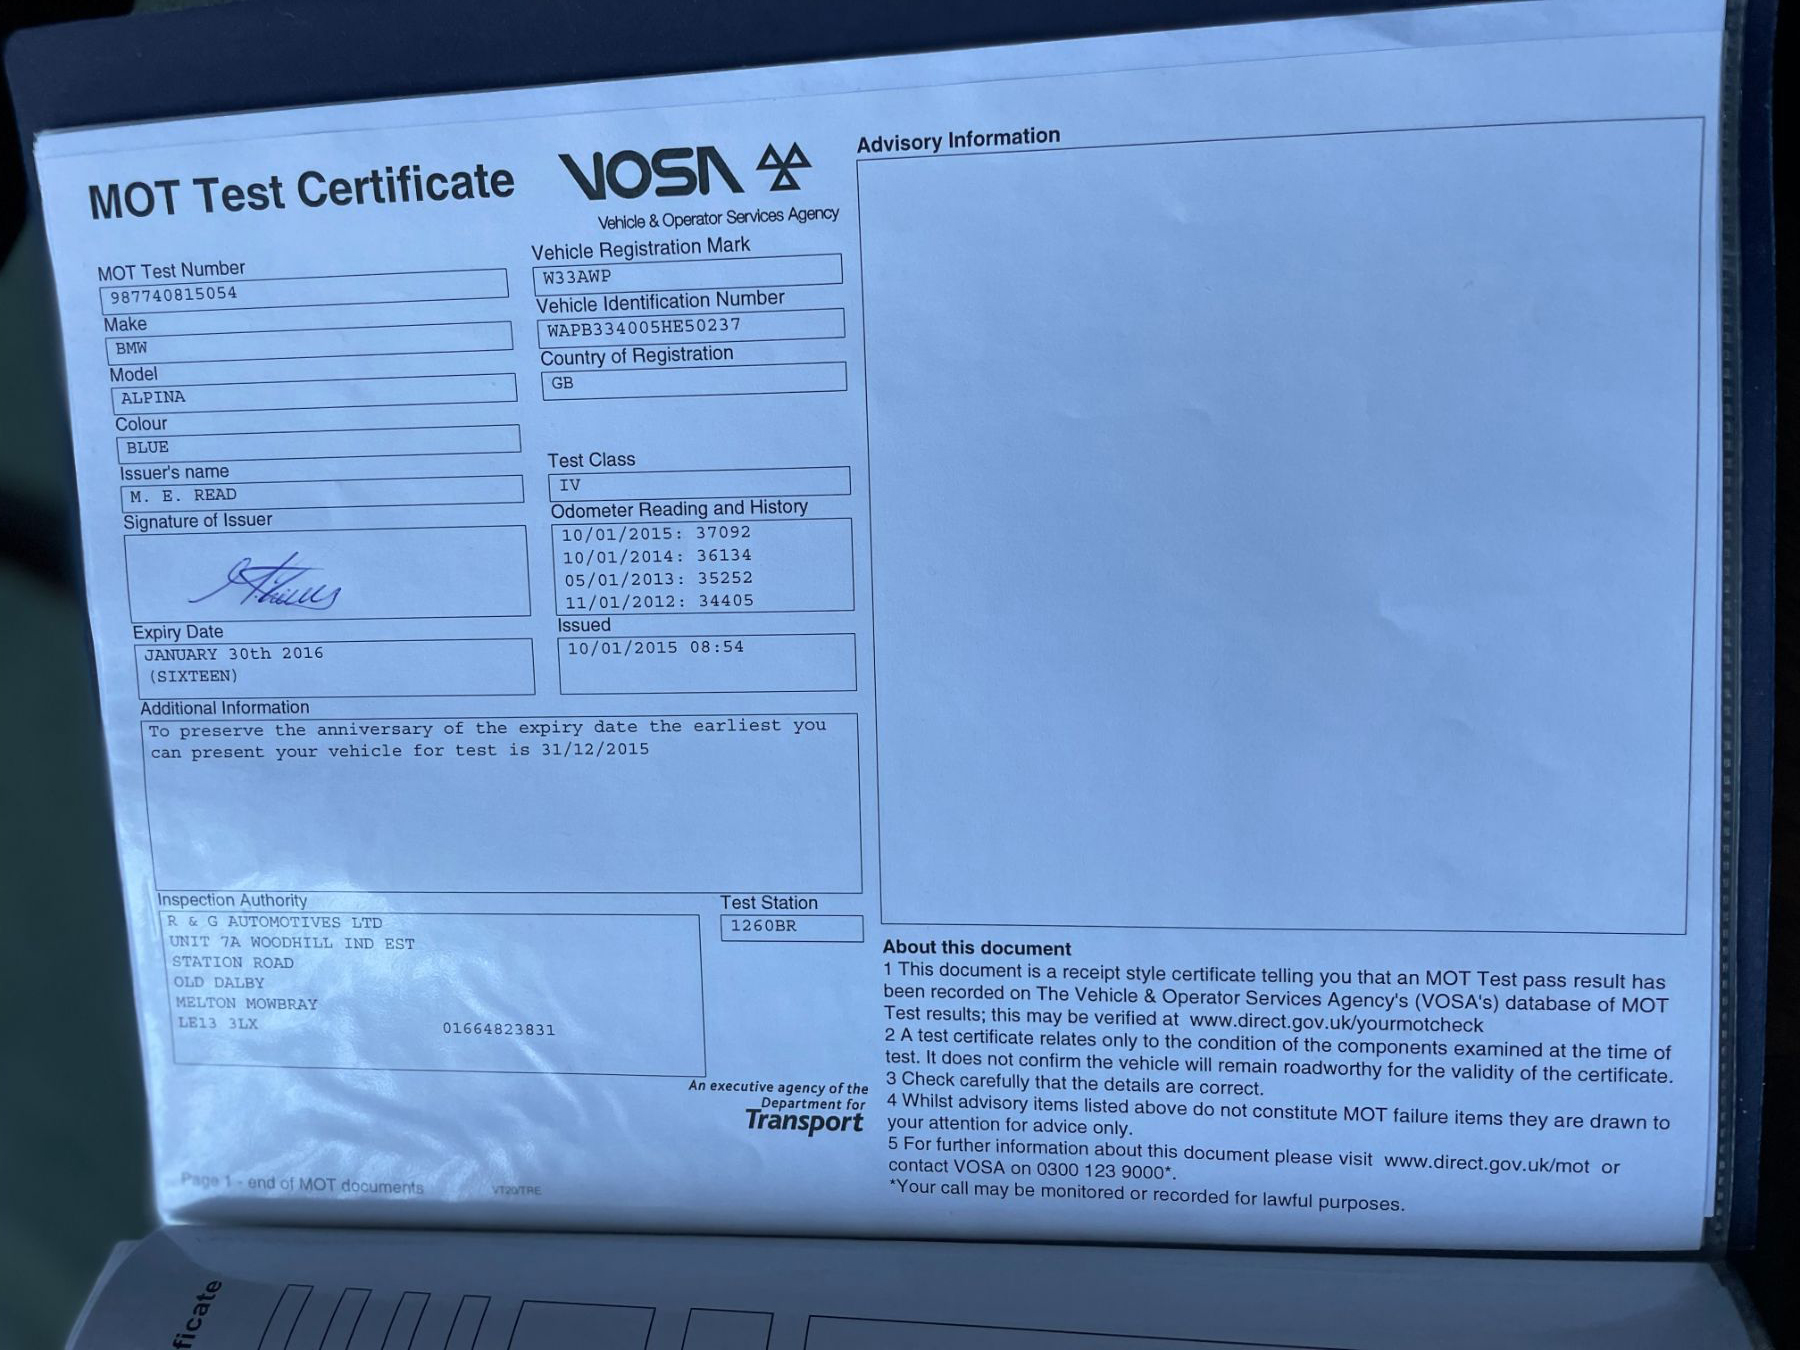 MOT Test Certificate
VOSA
Vehicle & Operator Services Agency
MOT Test Number
987740815054
Make
BMW
Model
ALPINA
Colour
BLUE
Issuer's name
M. E. READ
Signature of Issuer
Expiry Date
JANUARY 30th 2016
(SIXTEEN)
Vehicle Registration Mark
W33AWP
Vehicle Identification Number
WAPB334005HE50237
Country of Registration
GB
Test Class
IV
Odometer Reading and History
10/01/2015: 37092
10/01/2014: 36134
05/01/2013: 35252
11/01/2012: 34405
Issued
10/01/2015 08:54
Additional Information
To preserve the anniversary of the expiry date the earliest you
can present your vehicle for test is 31/12/2015
Inspection Authority
R & G AUTOMOTIVES LTD
UNIT 7A WOODHILL IND EST
STATION ROAD
OLD DALBY
MELTON MOWBRAY
LE13 3LX 01664823831
Test Station
1260BR
An executive agency of the
Department for
Transport
Page 1 - end of MOT documents VT20/TRE
Advisory Information
About this document
1 This document is a receipt style certificate telling you that an MOT Test pass result has
been recorded on The Vehicle & Operator Services Agency's (VOSA's) database of MOT
Test results; this may be verified at www.direct.gov.uk/yourmotcheck
2 A test certificate relates only to the condition of the components examined at the time of
test. It does not confirm the vehicle will remain roadworthy for the validity of the certificate.
3 Check carefully that the details are correct.
4 Whilst advisory items listed above do not constitute MOT failure items they are drawn to
your attention for advice only.
5 For further information about this document please visit www.direct.gov.uk/mot or
contact VOSA on 0300 123 9000*.
*Your call may be monitored or recorded for lawful purposes.
ficate